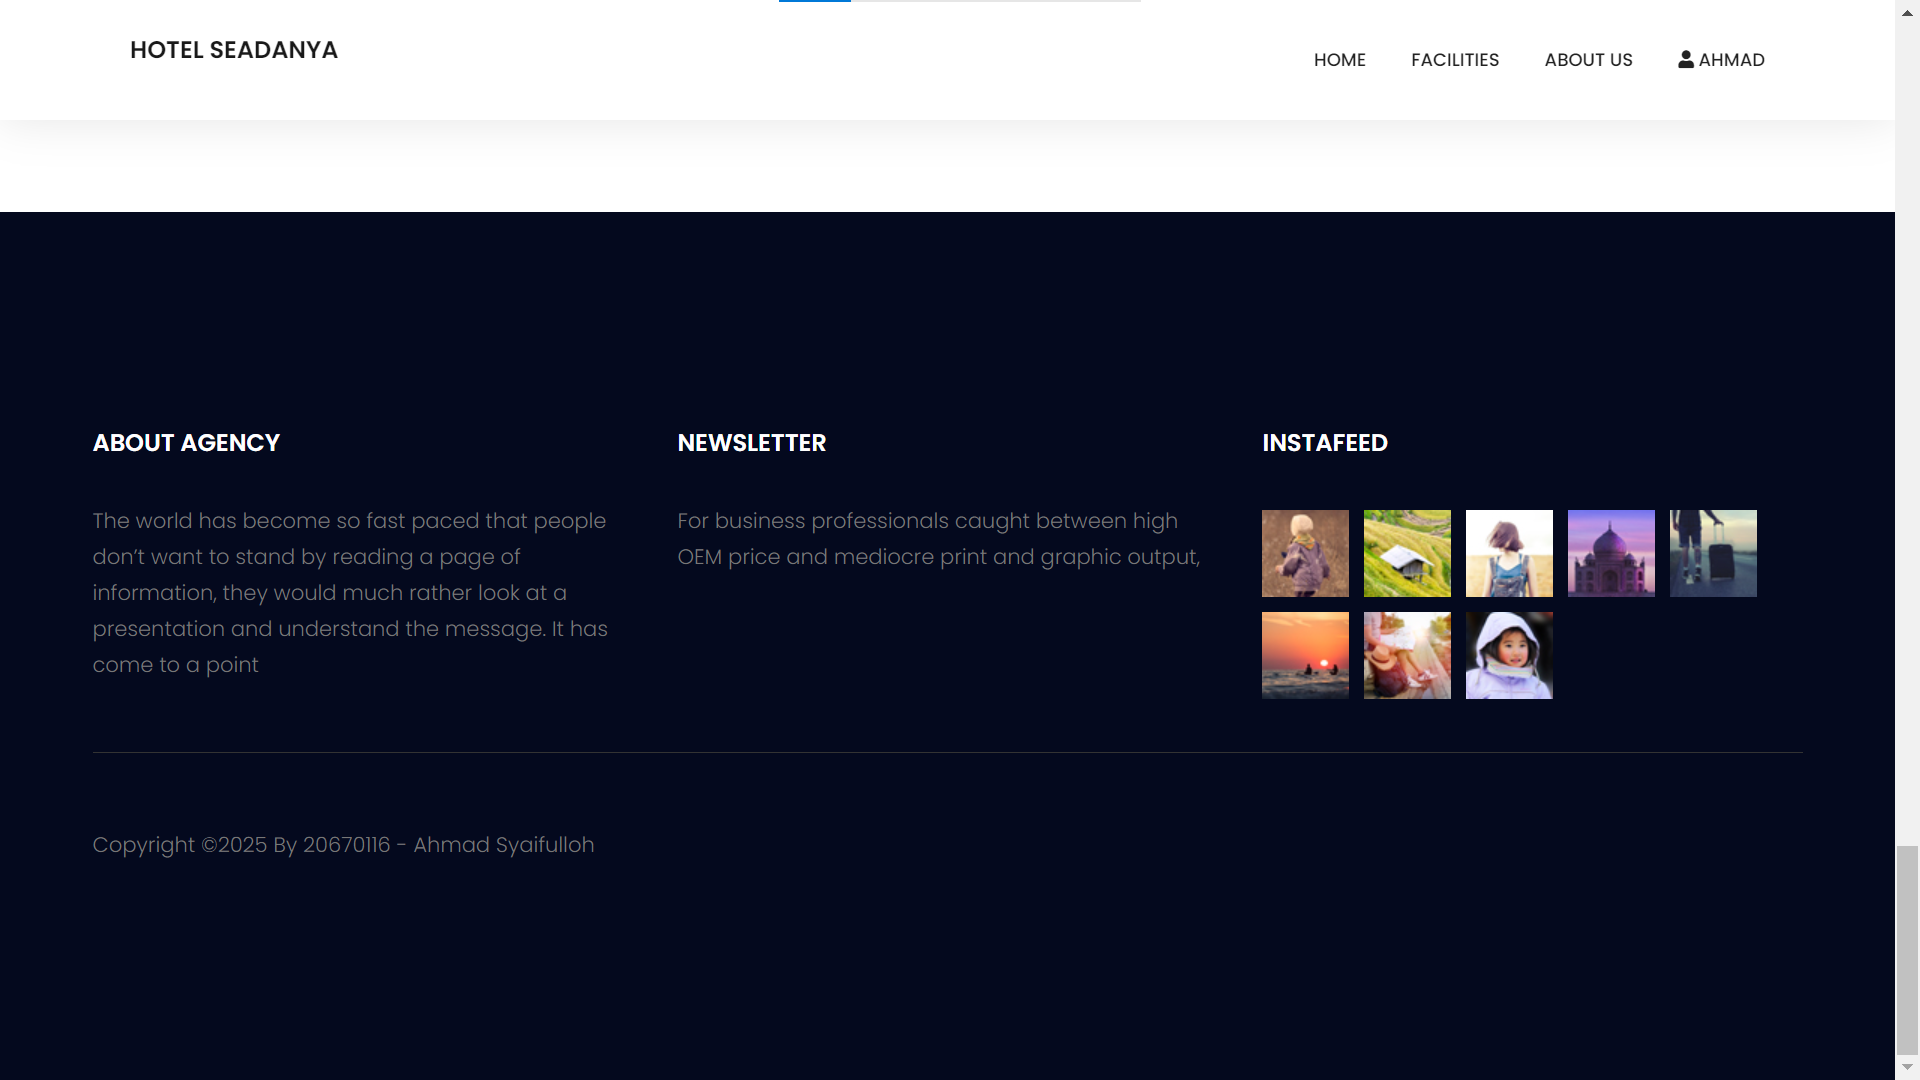 HOTEL SEADANYA
HOME
FACILITIES
ABOUT US
AHMAD
ABOUT AGENCY
The world has become so fast paced that people
don’t want to stand by reading a page of
information, they would much rather look at a
presentation and understand the message. It has
come to a point
NEWSLETTER
For business professionals caught between high
OEM price and mediocre print and graphic output,
INSTAFEED
Copyright ©2025 By 20670116 - Ahmad Syaifulloh